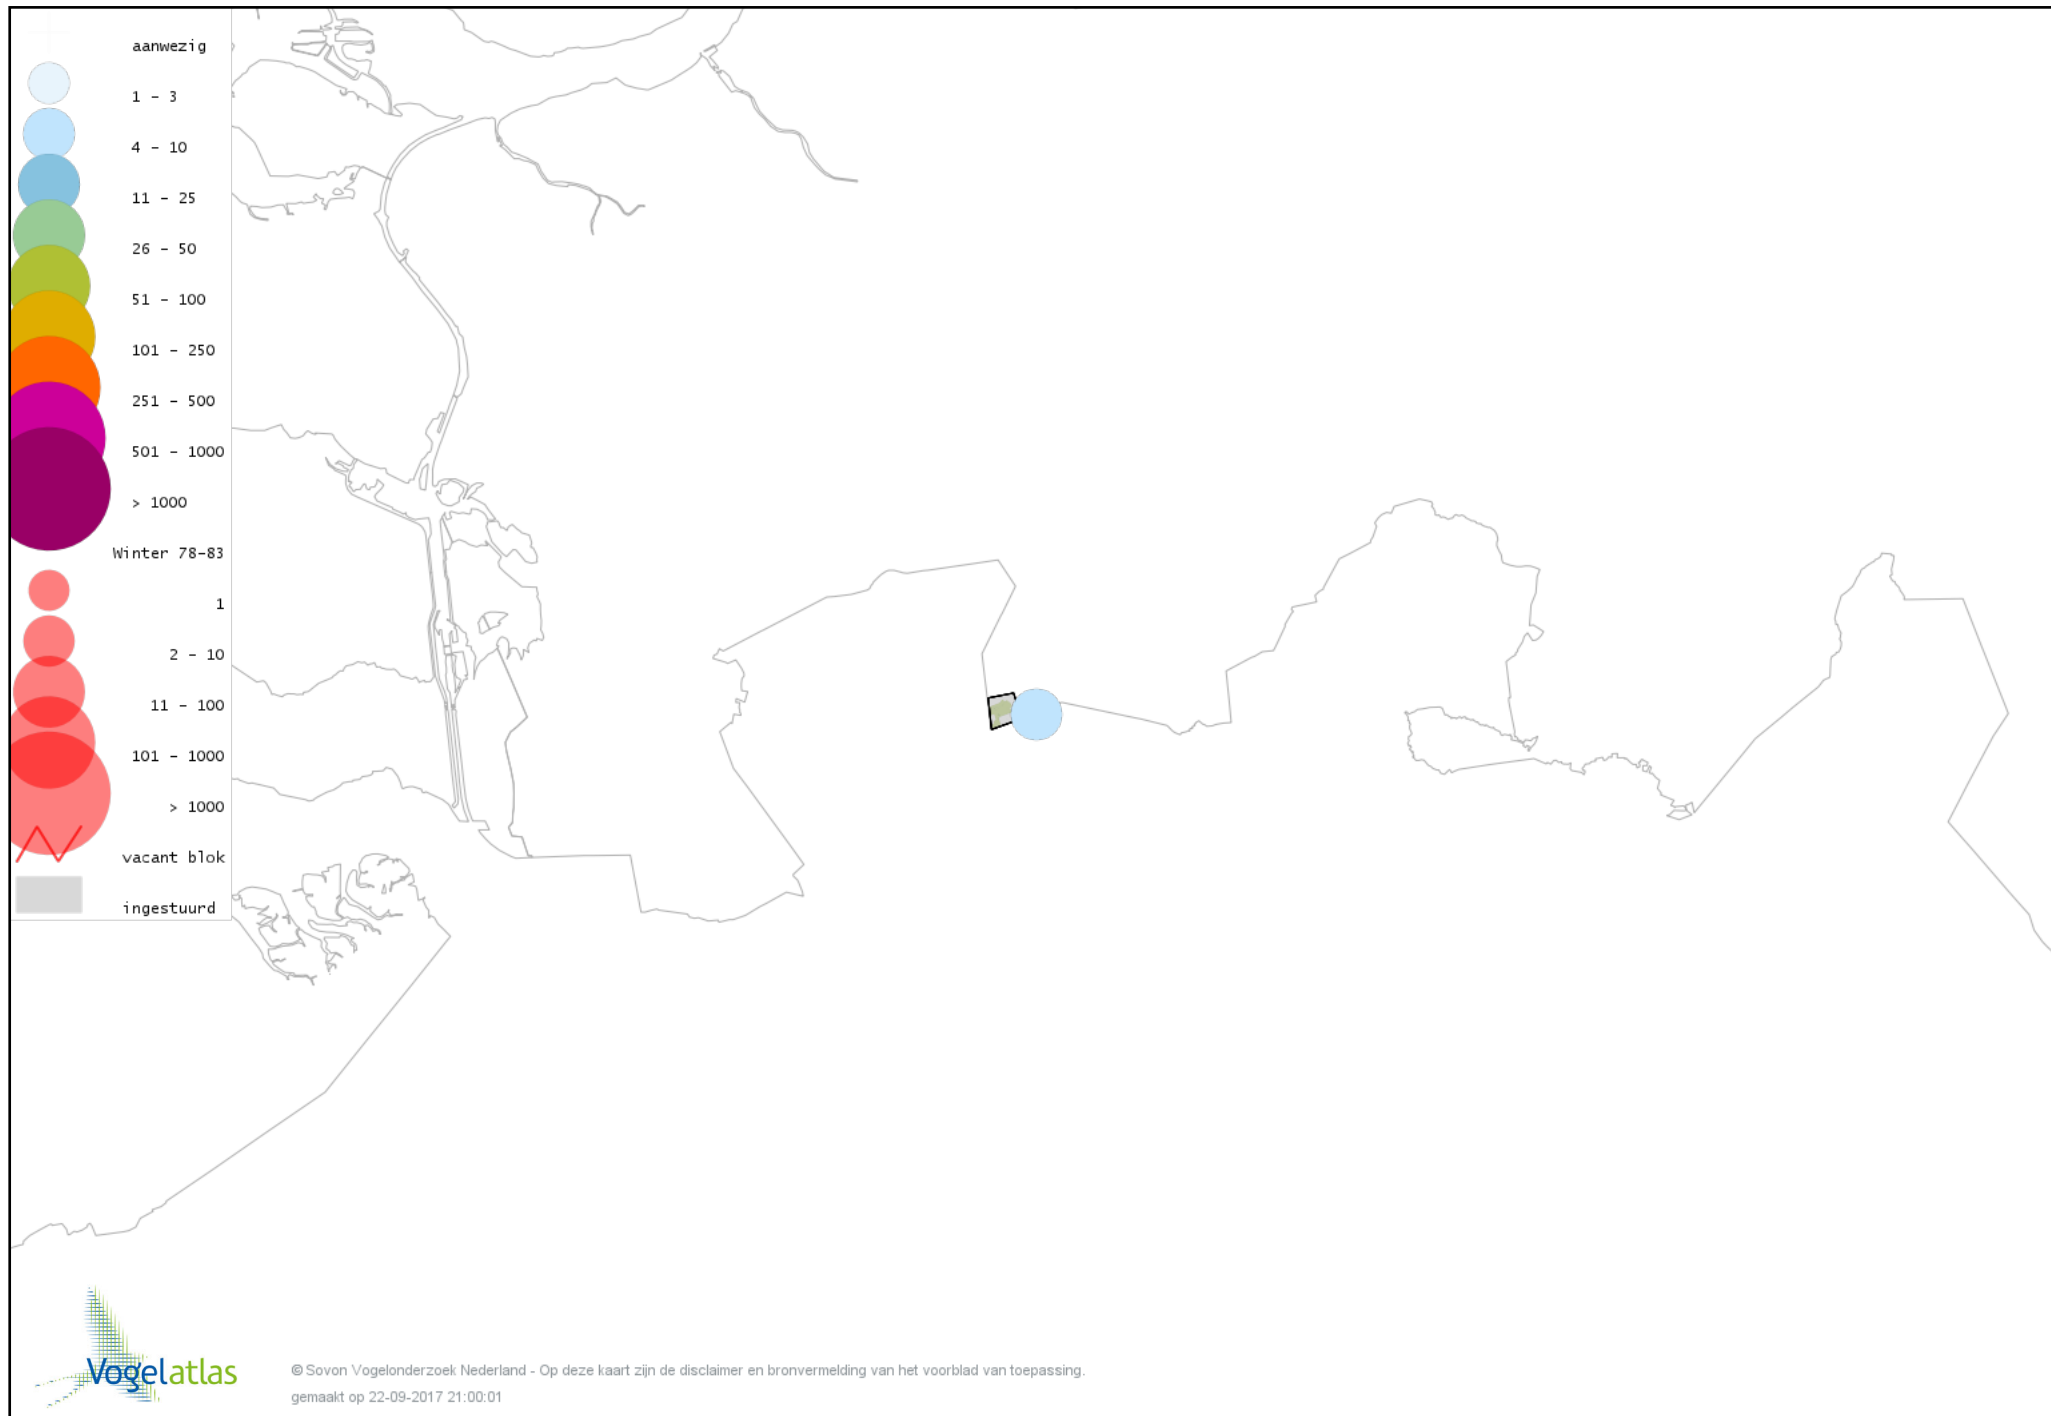 aanwezig
1 - 3
4 - 10
11 - 25
26 - 50
51 - 100
101 - 250
251 - 500
501 - 1000
> 1000
Winter 78-83
1
2 - 10
11 - 100
101 - 1000
> 1000
vacant blok
ingestuurd
Vogelatlas
© Sovon Vogelonderzoek Nederland - Op deze kaart zijn de disclaimer en bronvermelding van het voorblad van toepassing.
gemaakt op 22-09-2017 21:00:01